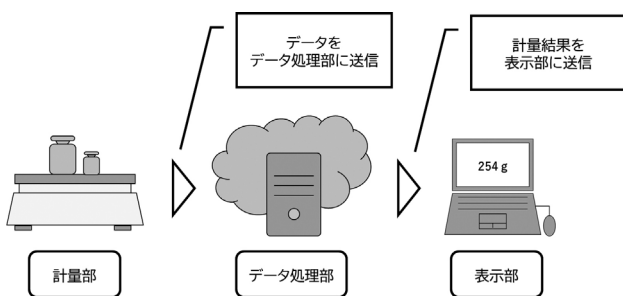 データを
データ処理部に送信
計量結果を
表示部に送信
254 g
計量部
データ処理部
表示部